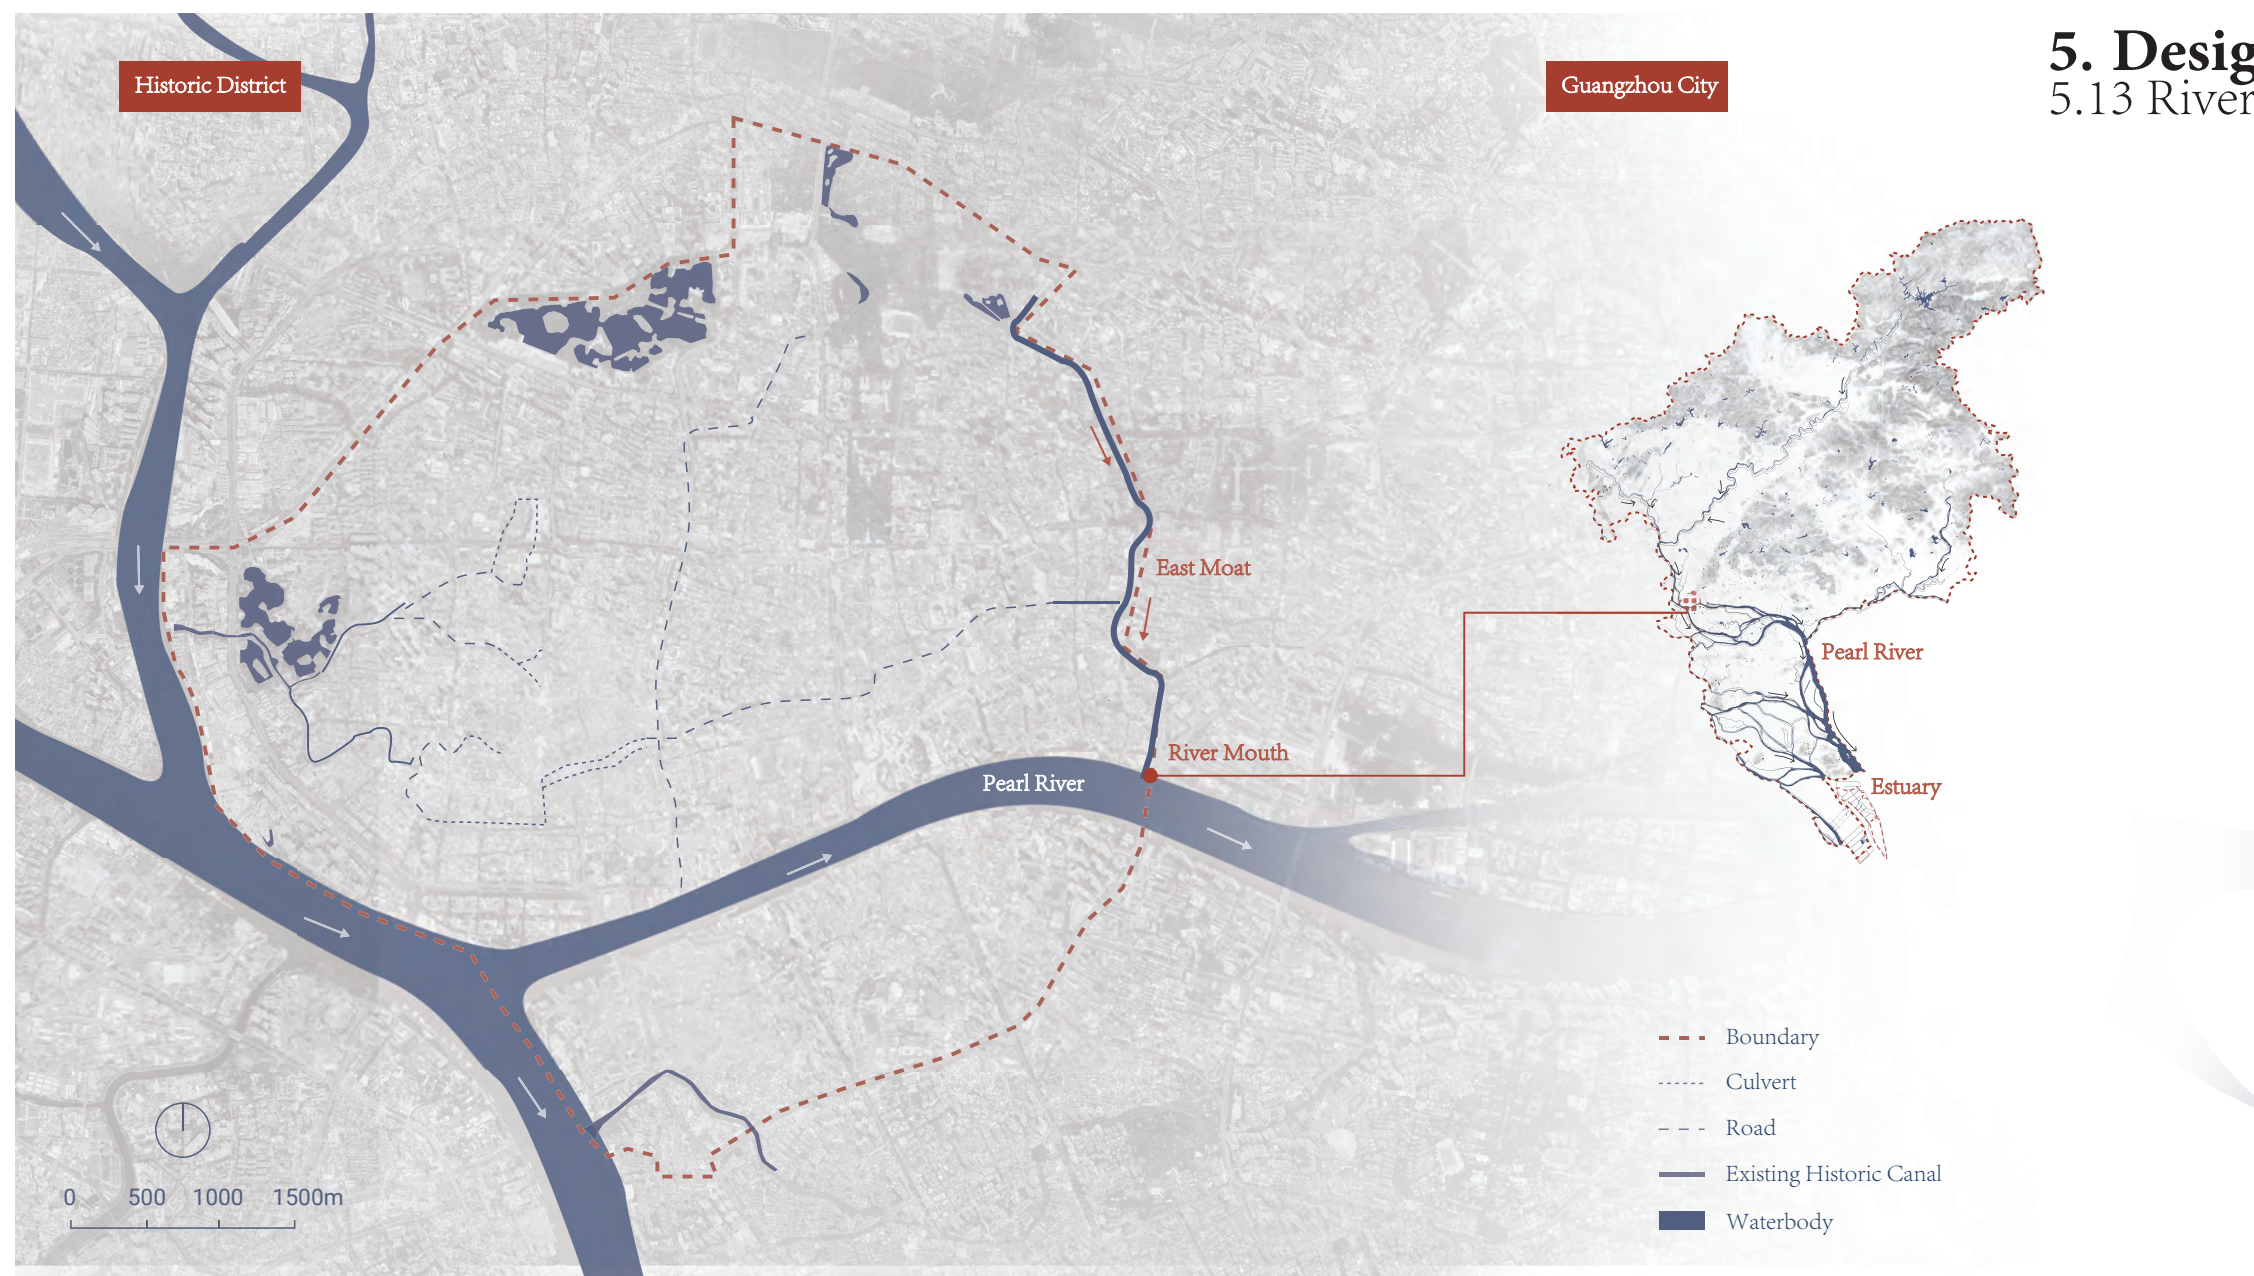 Historic District
Guangzhou City
5. Desig
5.13 River
East Moat
River Mouth
Pearl River
Pearl River
Estuary
Boundary
Culvert
Road
Existing Historic Canal
Waterbody
0 500 1000 1500m